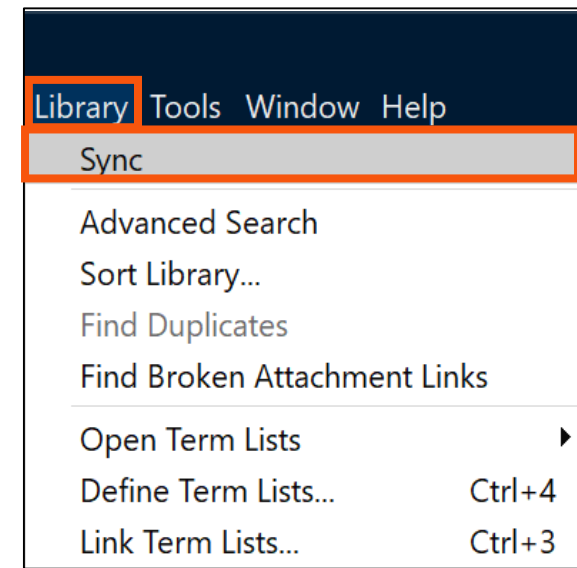 Library Tools Window Help
Sync
Advanced Search
Sort Library...
Find Duplicates
Find Broken Attachment Links
Open Term Lists
Define Term Lists... Ctrl+4
Link Term Lists... Ctrl+3